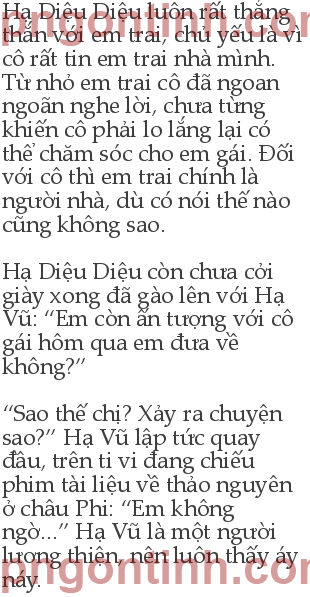 Hạ Diệu Diệu luôn rất thẳng
thắn với em trai, chủ yếu là vì
cô rất tin em trai nhà mình.
Từ nhỏ em trai cô đã ngoan
ngoãn nghe lời, chưa từng
khiến cô phải lo lắng lại có
thể chăm sóc cho em gái. Đối
với cô thì em trai chính là
người nhà, dù có nói thế nào
cũng không sao.
Hạ Diệu Diệu còn chưa cởi
giày xong đã gào lên với Hạ
Vũ: “Em còn ấn tượng với cô
gái hôm qua em đưa về
không?”
“Sao thế chị? Xảy ra chuyện
sao?” Hạ Vũ lập tức quay
đầu, trên ti vi đang chiếu
phim tài liệu về thảo nguyên
ở châu Phi: “Em không
ngờ...” Hạ Vũ là một người
lương thiện, nên luôn thấy áy
náy.
pngontinh.com
pngontinh.com